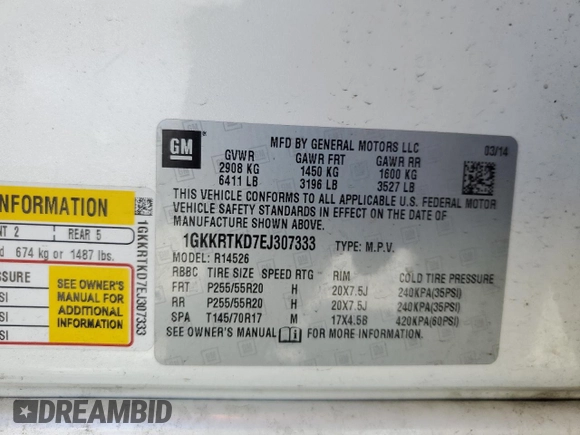 GM
MFD BY GENERAL MOTORS LLC
03/14
GVWR GAWR FRT GAWR RR
2908 KG 1450 KG 1600 KG
6411 LB 3196 LB 3527 LB
THIS VEHICLE CONFORMS TO ALL APPLICABLE U.S. FEDERAL MOTOR
VEHICLE SAFETY STANDARDS IN EFFECT ON THE DATE OF
MANUFACTURE SHOWN ABOVE.
1GKKRTKD7EJ307333 TYPE: M.P.V.
MODEL: R14526
RBBC TIRE SIZE SPEED RTG RIM COLD TIRE PRESSURE
FRT P255/55R20 H 20X7.5J 240KPA(35PSI)
RR P255/55R20 H 20X7.5J 240KPA(35PSI)
SPA T145/70R17 M 17X4.5B 420KPA(60PSI)
SEE OWNER'S MANUAL FOR MORE INFORMATION.
INFORMATION
2 REAR 5
674 kg or 1487 lbs.
SEE OWNER'S
MANUAL FOR
ADDITIONAL
INFORMATION
1GKKRTKD7EJ307333
DREAMBID